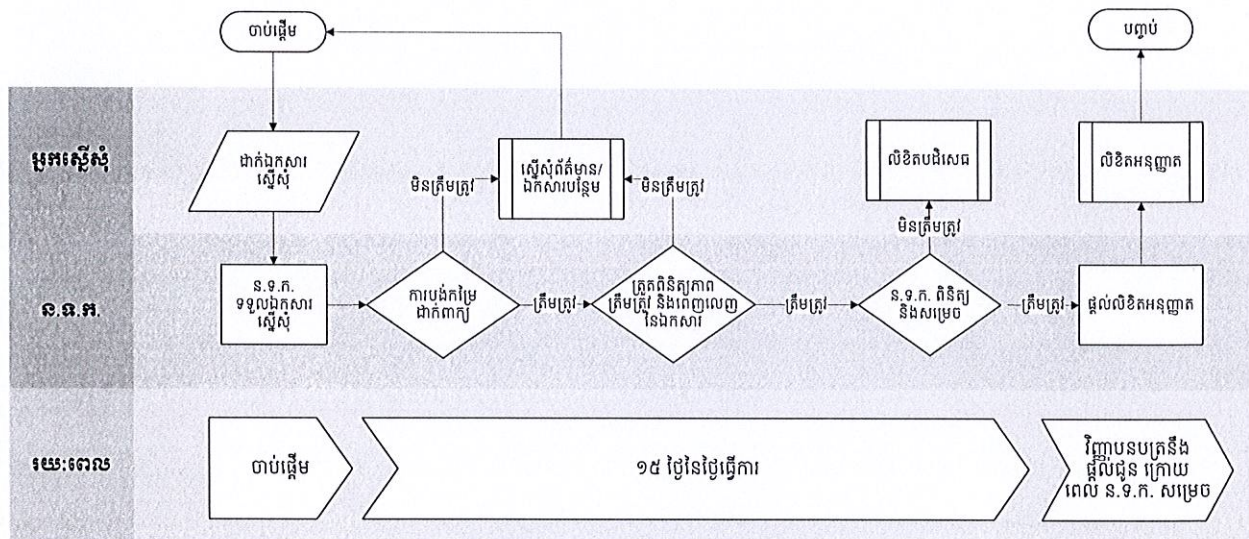 ចាប់ផ្តើម
បញ្ចប់
អ្នកស្នើសុំ
ដាក់ឯកសារ
ស្នើសុំ
ស្នើសុំព័ត៌មាន/
ឯកសារបន្ថែម
លិខិតបដិសេធ
លិខិតអនុញ្ញាត
មិនត្រឹមត្រូវ
មិនត្រឹមត្រូវ
មិនត្រឹមត្រូវ
ន.ទ.ក.
ន.ទ.ក.
ទទួលឯកសារ
ស្នើសុំ
ការបង់កម្រៃ
ដាក់ពាក្យ
ត្រឹមត្រូវ
ត្រួតពិនិត្យភាព
ត្រឹមត្រូវ និងពេញលេញ
នៃឯកសារ
ត្រឹមត្រូវ
ន.ទ.ក. ពិនិត្យ
និងសម្រេច
ត្រឹមត្រូវ
ផ្តល់លិខិតអនុញ្ញាត
រយៈពេល
ចាប់ផ្តើម
១៥ ថ្ងៃនៃថ្ងៃធ្វើការ
វិញ្ញាបនបត្រនឹង
ផ្តល់ជូន ក្រោយ
ពេល ន.ទ.ក. សម្រេច